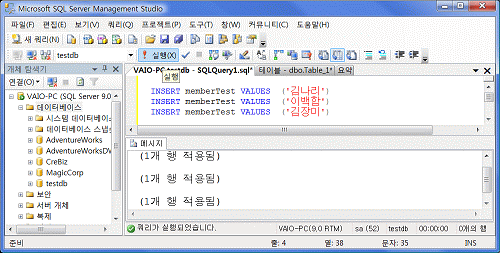 Microsoft SQL Server Management Studio
파일(F) 편집(E) 보기(V) 쿼리(Q) 프로젝트(P) 도구(T) 창(W) 커뮤니티(C) 도움말(H)
새 쿼리(N)
testdb 실행(X)
개체 탐색기
VAIO-PC.testdb - SQLQuery1.sql* 테이블 - dbo.Table_1* 요약
실행
연결(O)
VAIO-PC (SQL Server 9.0
데이터베이스
시스템 데이터베이스
데이터베이스 스냅숏
AdventureWorks
AdventureWorksDW
CreBiz
MagicCorp
testdb
보안
서버 개체
복제
INSERT memberTest VALUES ("김나리")
INSERT memberTest VALUES ("이백합")
INSERT memberTest VALUES ("김장미")
메시지
(1개 행 적용됨)
(1개 행 적용됨)
(1개 행 적용됨)
쿼리가 실행되었습니다. VAIO-PC(9.0 RTM) sa (52) testdb 00:00:00 0개의 행
준비 줄: 4 열: 38 문자: 35 INS